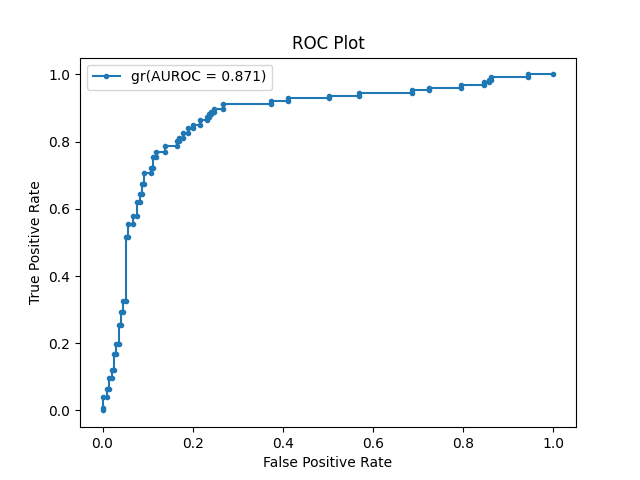 ROC Plot
gr(AUROC = 0.871)
True Positive Rate
1.0
0.8
0.6
0.4
0.2
0.0
0.0 0.2 0.4 0.6 0.8 1.0
False Positive Rate